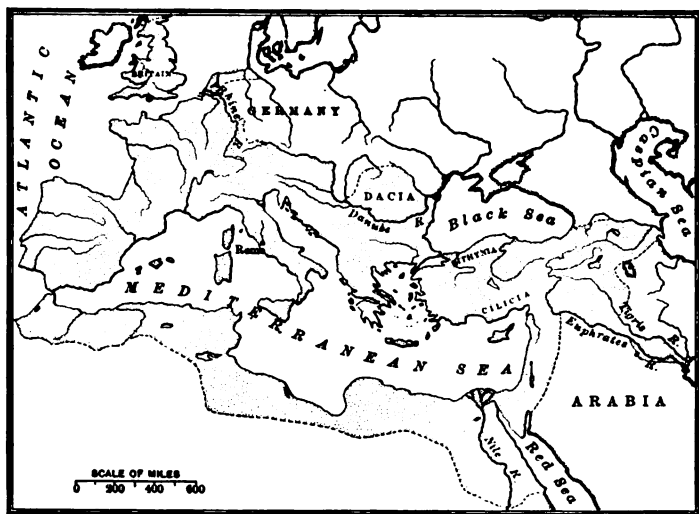 ATLANTIC
OCEAN
BRITAIN
Rhine R.
GERMANY
DACIA
Danube R.
Black Sea
Caspian Sea
Rome
BITHYNIA
CILICIA
MEDITERRANEAN SEA
Tigris R.
Euphrates R.
ARABIA
Nile R.
Red Sea
SCALE OF MILES
0 200 400 600